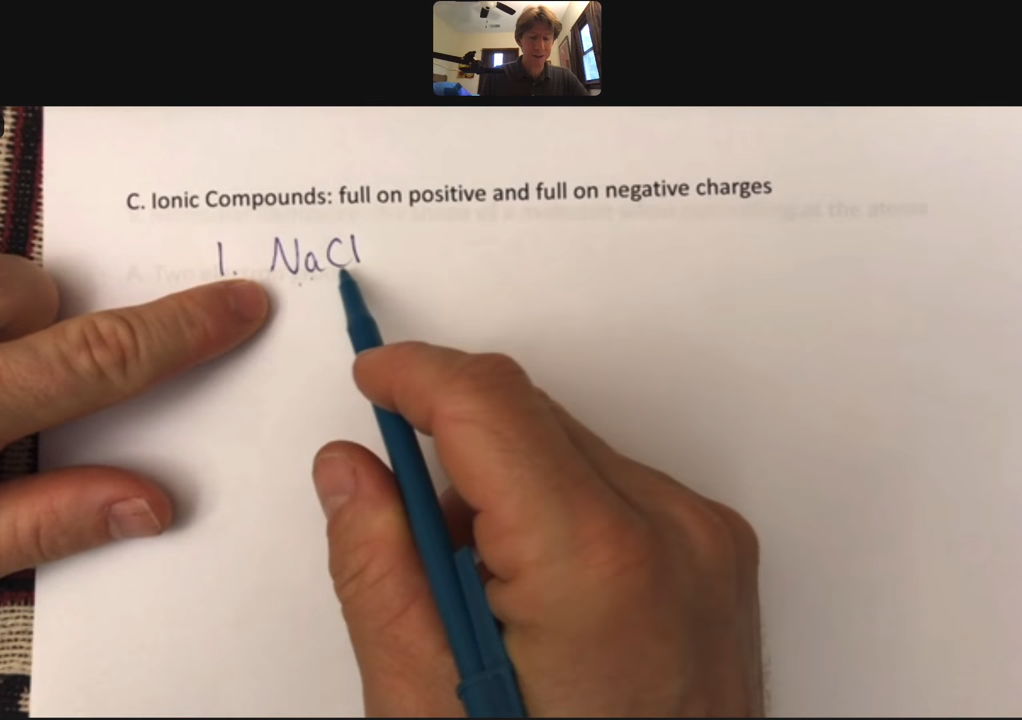 C. Ionic Compounds: full on positive and full on negative charges
1. NaCl